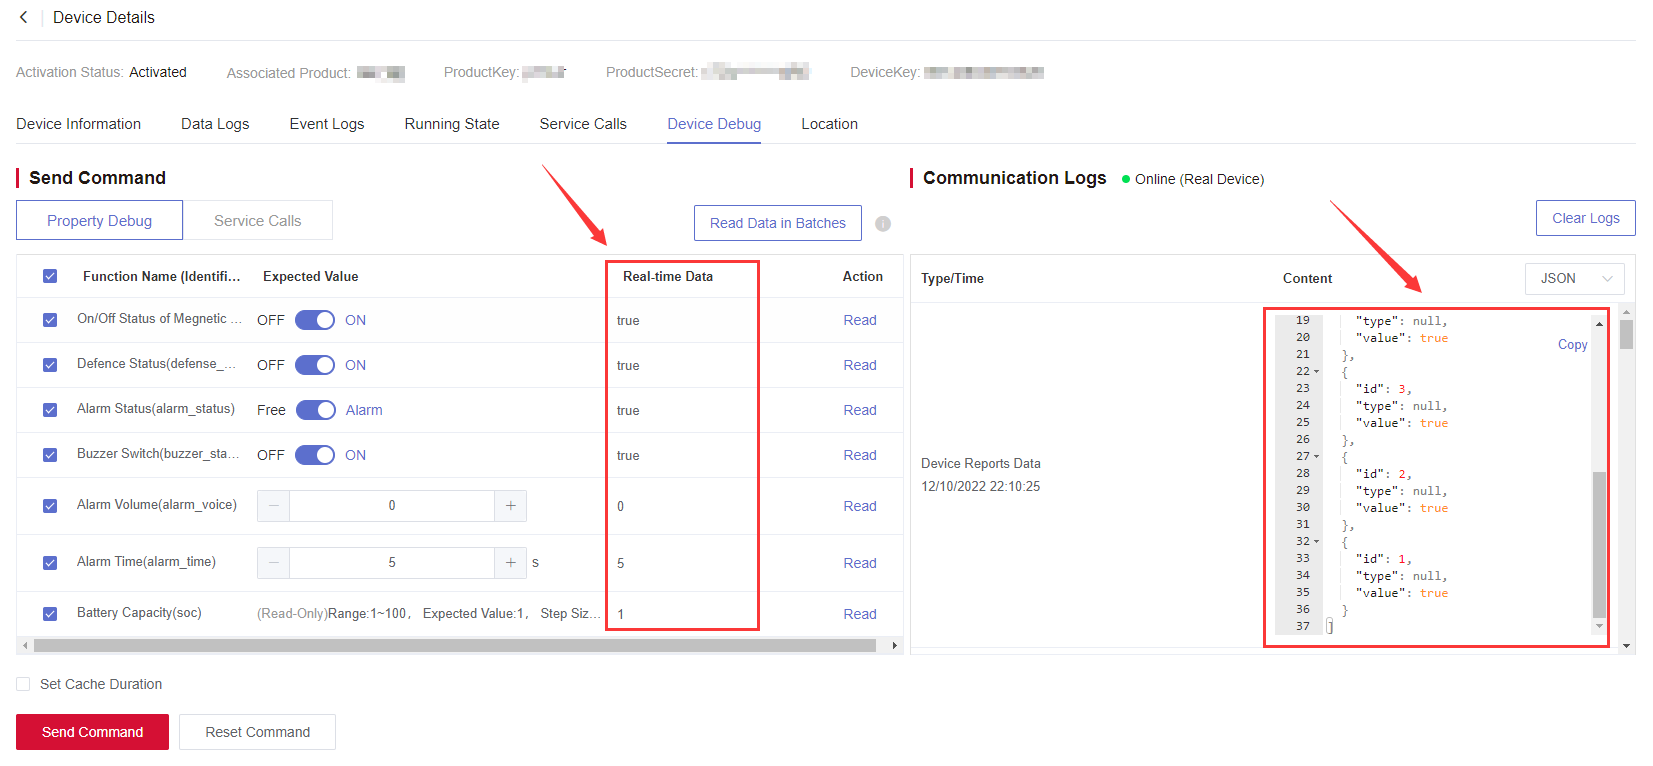 Device Details
Activation Status: Activated Associated Product: ProductKey: ProductSecret: DeviceKey:
Device Information Data Logs Event Logs Running State Service Calls Device Debug Location
Send Command
Property Debug Service Calls Read Data in Batches
Function Name (Identifi... Expected Value Real-time Data Action
On/Off Status of Megnetic ... OFF ON true Read
Defence Status(defense_... OFF ON true Read
Alarm Status(alarm_status) Free Alarm true Read
Buzzer Switch(buzzer_sta... OFF ON true Read
Alarm Volume(alarm_voice) − 0 + 0 Read
Alarm Time(alarm_time) − 5 + s 5 Read
Battery Capacity(soc) (Read-Only)Range:1~100, Expected Value:1, Step Siz... 1 Read
Set Cache Duration
Send Command Reset Command
Communication Logs Online (Real Device)
Clear Logs
Type/Time Content JSON
Device Reports Data
12/10/2022 22:10:25
Copy
19 "type": null,
20 "value": true
21 },
22 {
23 "id": 3,
24 "type": null,
25 "value": true
26 },
27 {
28 "id": 2,
29 "type": null,
30 "value": true
31 },
32 {
33 "id": 1,
34 "type": null,
35 "value": true
36 }
37 ]